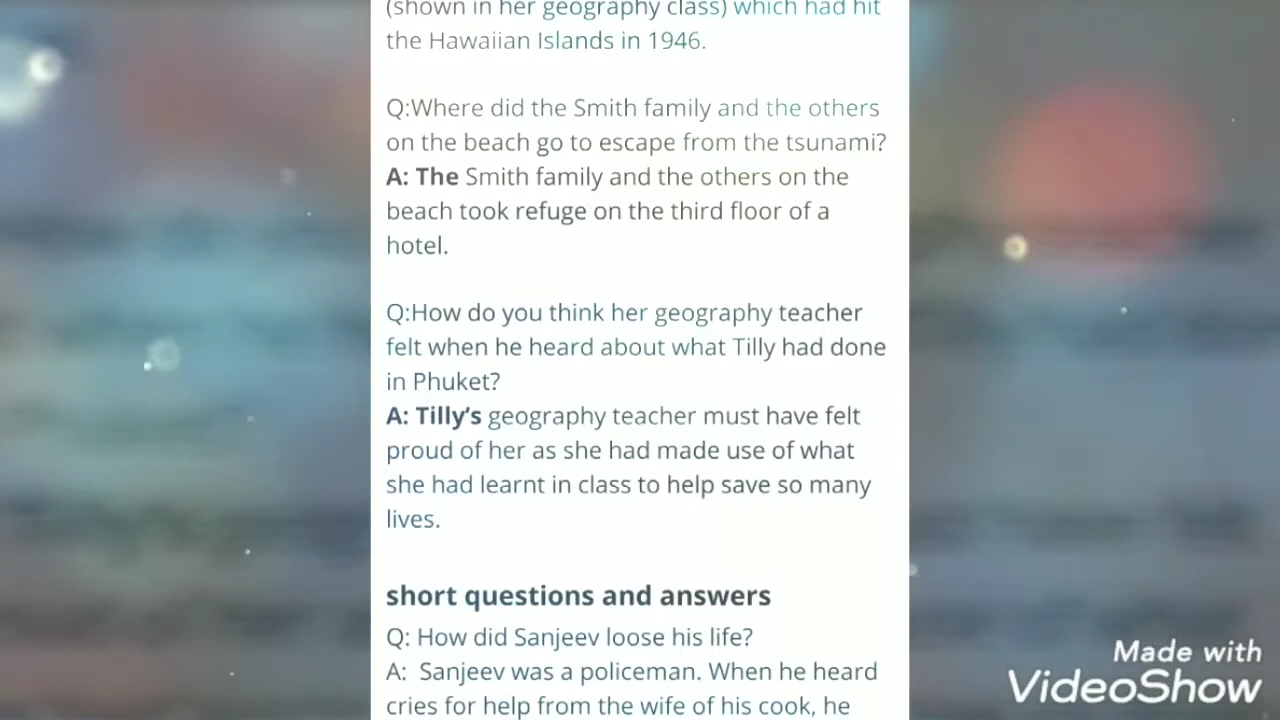 (shown in her geography class) which had hit
the Hawaiian Islands in 1946.
Q:Where did the Smith family and the others
on the beach go to escape from the tsunami?
A: The Smith family and the others on the
beach took refuge on the third floor of a
hotel.
Q:How do you think her geography teacher
felt when he heard about what Tilly had done
in Phuket?
A: Tilly’s geography teacher must have felt
proud of her as she had made use of what
she had learnt in class to help save so many
lives.
short questions and answers
Q: How did Sanjeev loose his life?
A: Sanjeev was a policeman. When he heard
cries for help from the wife of his cook, he
Made with
VideoShow